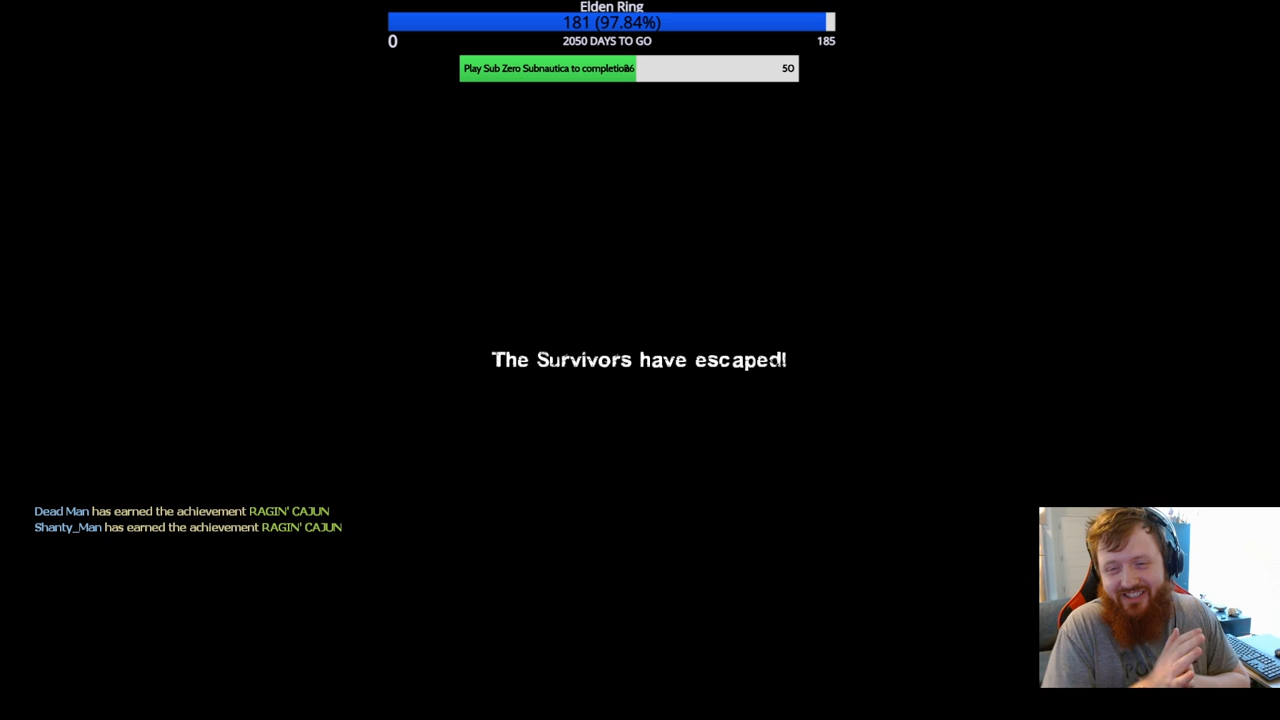 Elden Ring
181 (97.84%)
0
2050 DAYS TO GO
185
Play Sub Zero Subnautica to completion
26
50
The Survivors have escaped!
Dead Man has earned the achievement RAGIN' CAJUN
Shanty_Man has earned the achievement RAGIN' CAJUN